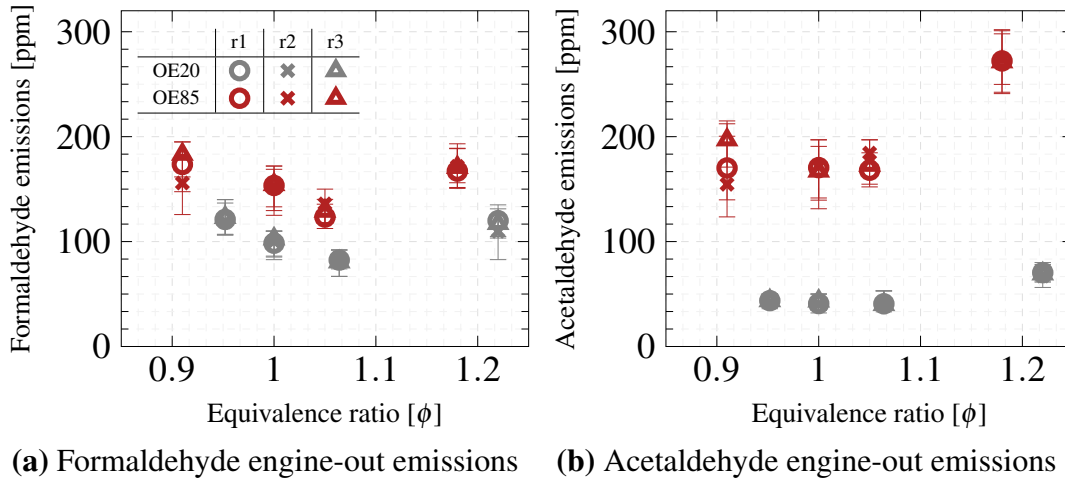 Formaldehyde emissions [ppm]
300
200
100
0
r1 r2 r3
OE20
OE85
0.9 1 1.1 1.2
Equivalence ratio [ϕ]
(a) Formaldehyde engine-out emissions
Acetaldehyde emissions [ppm]
300
200
100
0
0.9 1 1.1 1.2
Equivalence ratio [ϕ]
(b) Acetaldehyde engine-out emissions